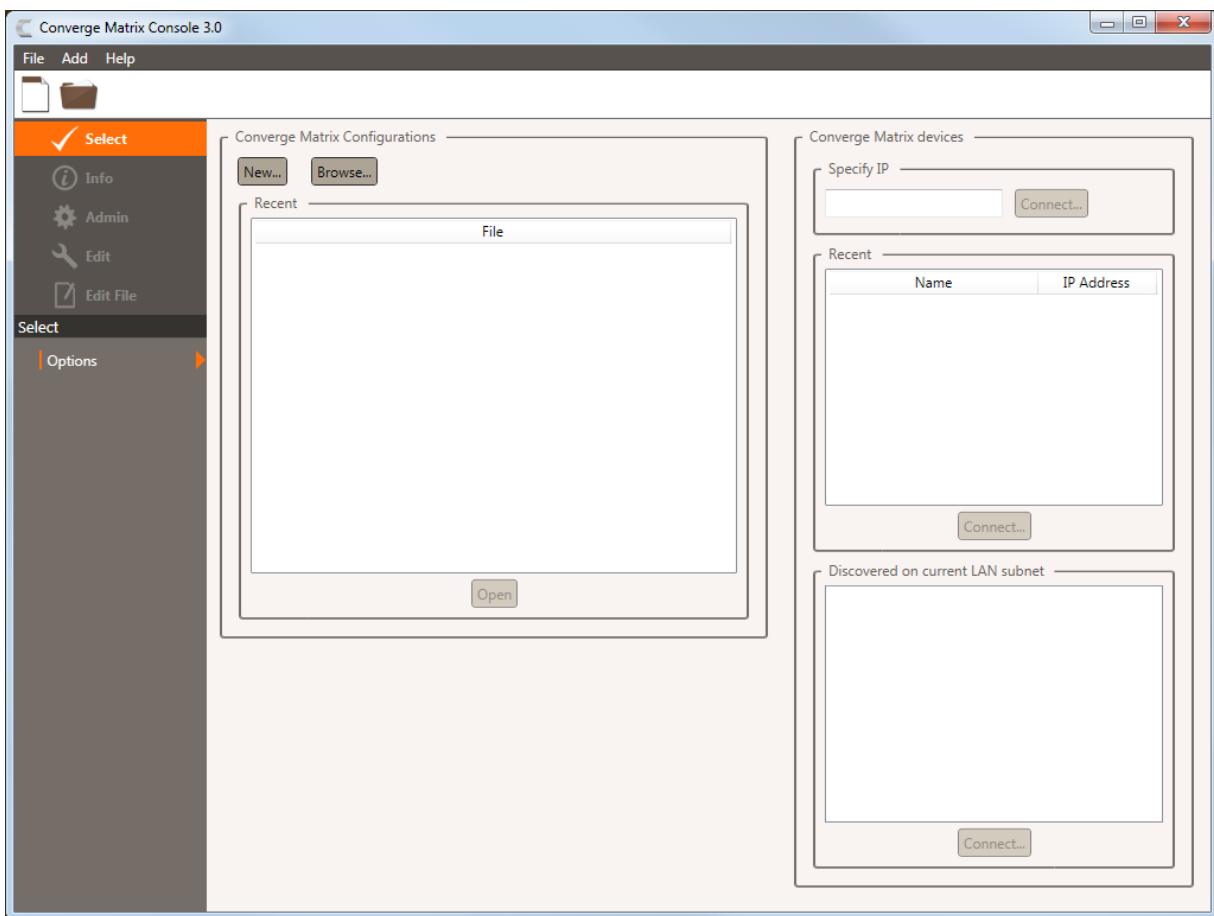 Converge Matrix Console 3.0
File Add Help
Select
Info
Admin
Edit
Edit File
Select
Options
Converge Matrix Configurations
New... Browse...
Recent
File
Open
Converge Matrix devices
Specify IP
Connect...
Recent
Name IP Address
Connect...
Discovered on current LAN subnet
Connect...